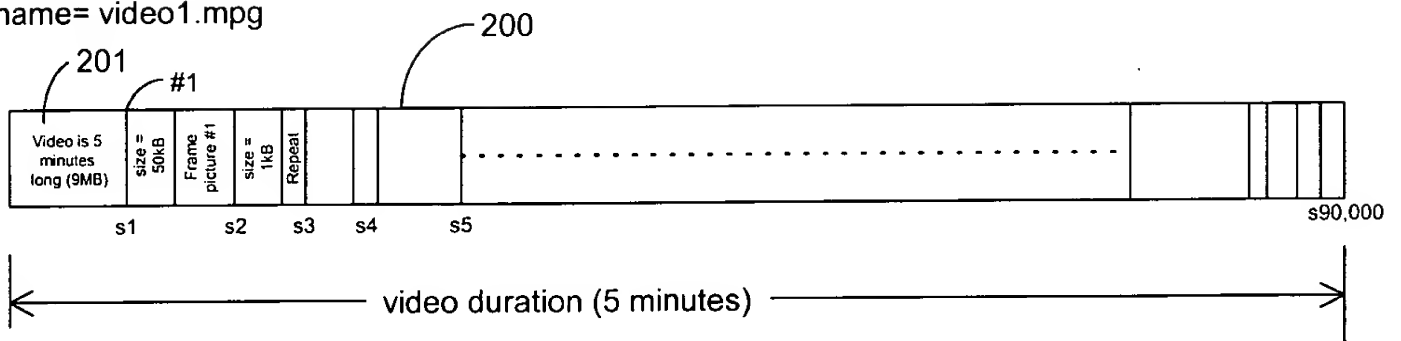 name= video1.mpg
200
201
#1
Video is 5
minutes
long (9MB)
size =
50kB
Frame
picture #1
size =
1kB
Repeat
s1
s2
s3
s4
s5
s90,000
video duration (5 minutes)